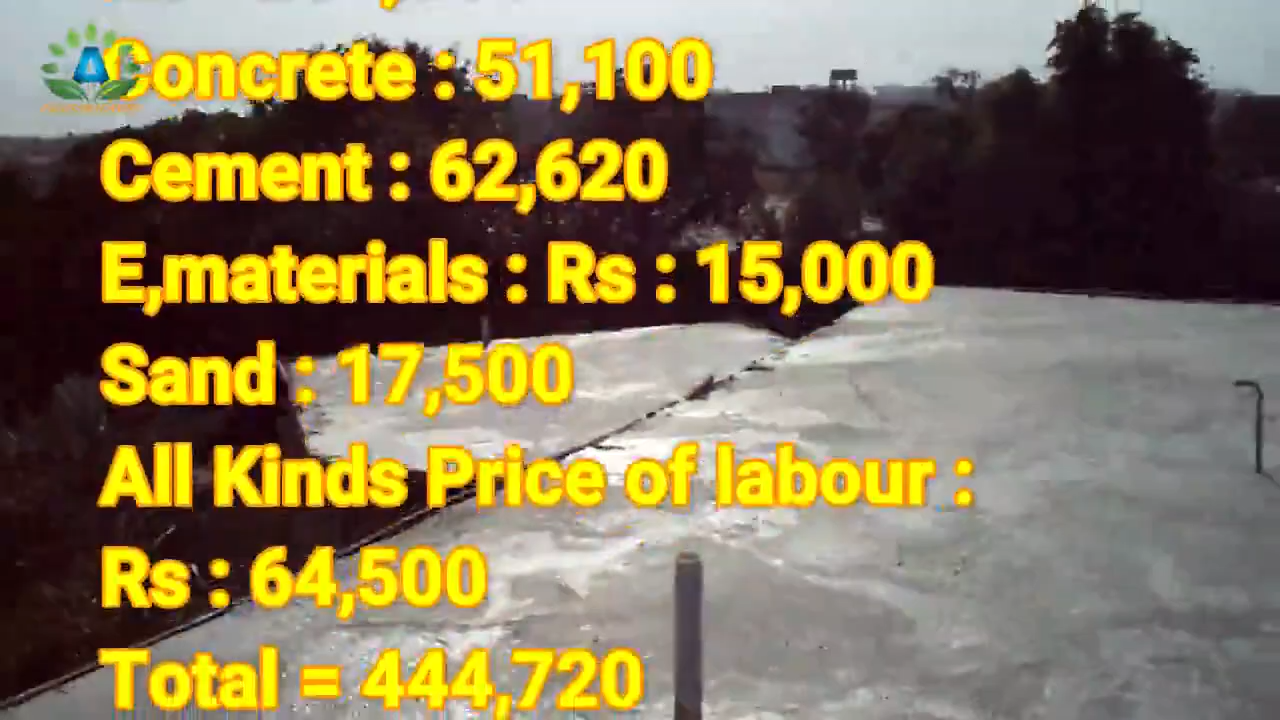 Concrete : 51,100
Cement : 62,620
E,materials : Rs : 15,000
Sand : 17,500
All Kinds Price of labour :
Rs : 64,500
Total = 444,720